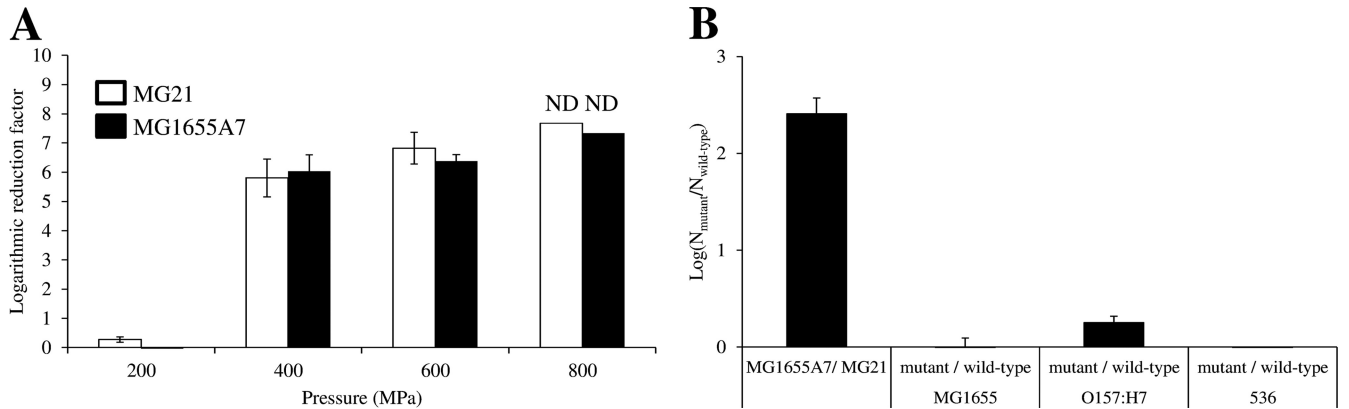 A
Logarithmic reduction factor
10
9
8
7
6
5
4
3
2
1
0
MG21
MG1655A7
ND ND
200 400 600 800
Pressure (MPa)
B
Log(Nmutant/Nwild-type)
3
2
1
0
MG1655A7/ MG21 mutant / wild-type mutant / wild-type mutant / wild-type
MG1655 O157:H7 536